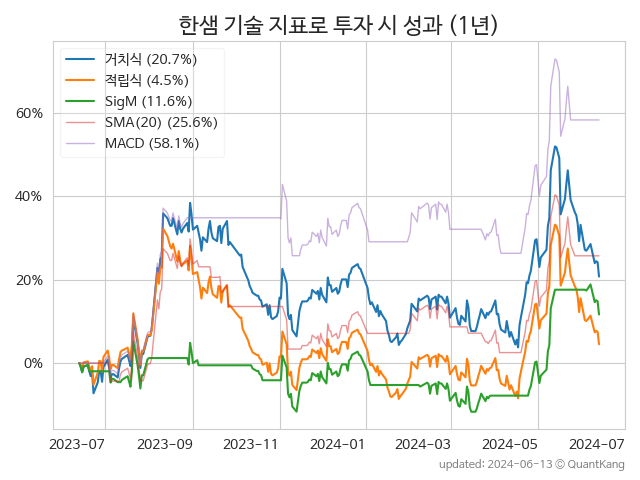 한샘 기술 지표로 투자 시 성과 (1년)
거치식 (20.7%)
적립식 (4.5%)
SigM (11.6%)
SMA(20) (25.6%)
MACD (58.1%)
60%
40%
20%
0%
2023-07 2023-09 2023-11 2024-01 2024-03 2024-05 2024-07
updated: 2024-06-13 © QuantKang